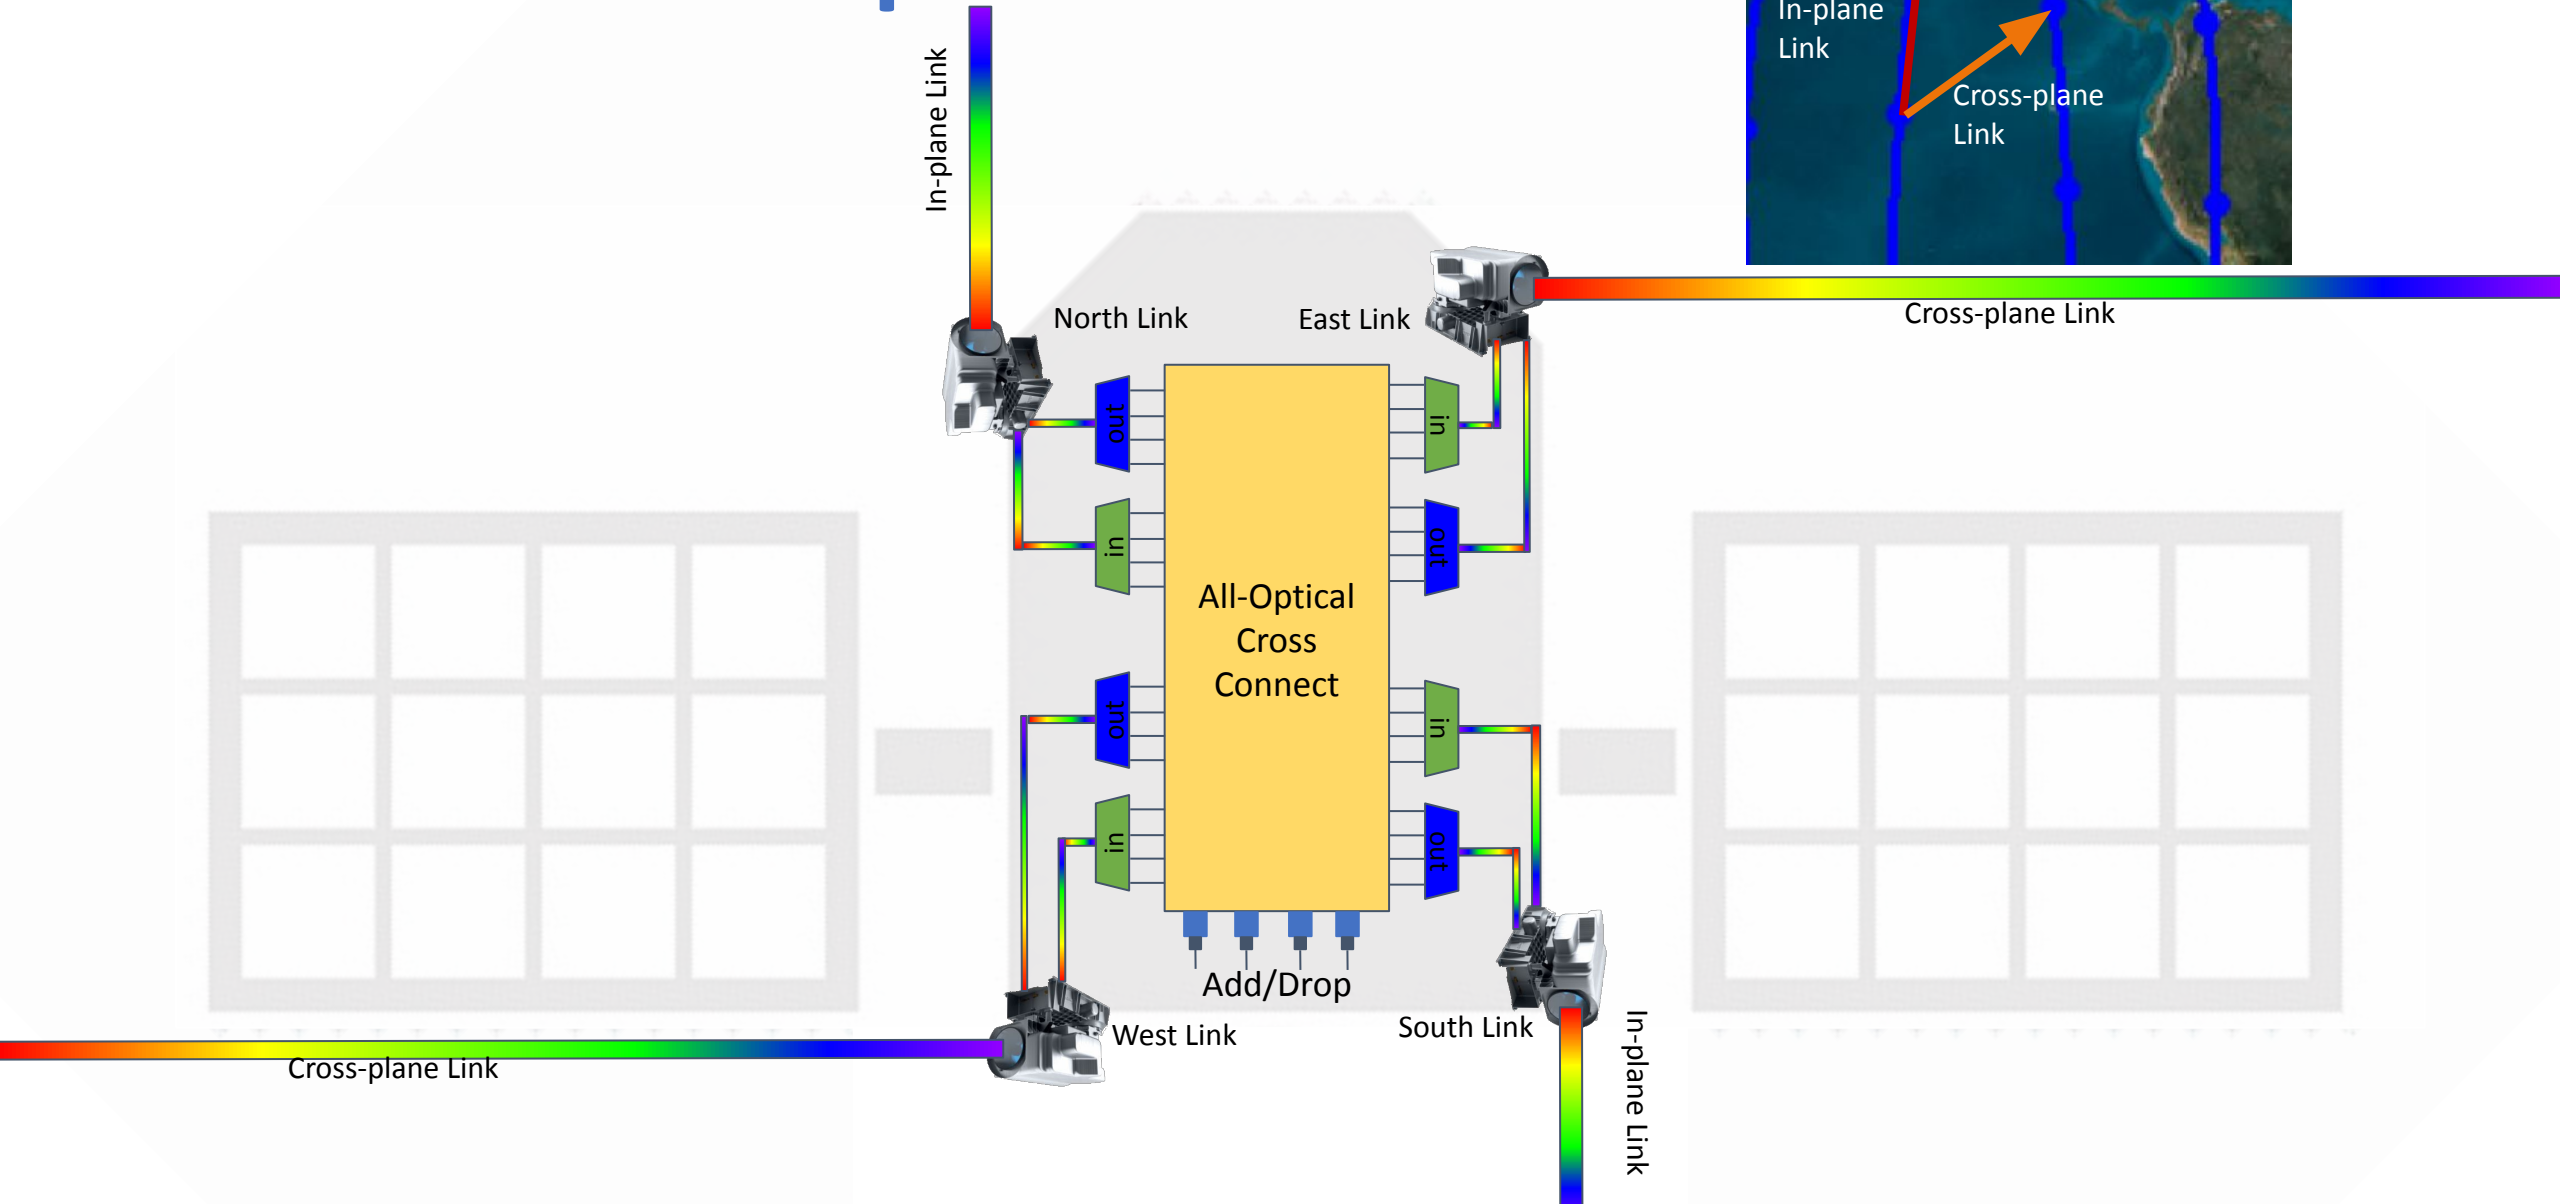 In-plane
Link
Cross-plane
Link
In-plane Link
North Link
East Link
Cross-plane Link
out
in
in
out
All-Optical
Cross
Connect
out
in
in
out
Add/Drop
West Link
South Link
Cross-plane Link
In-plane Link